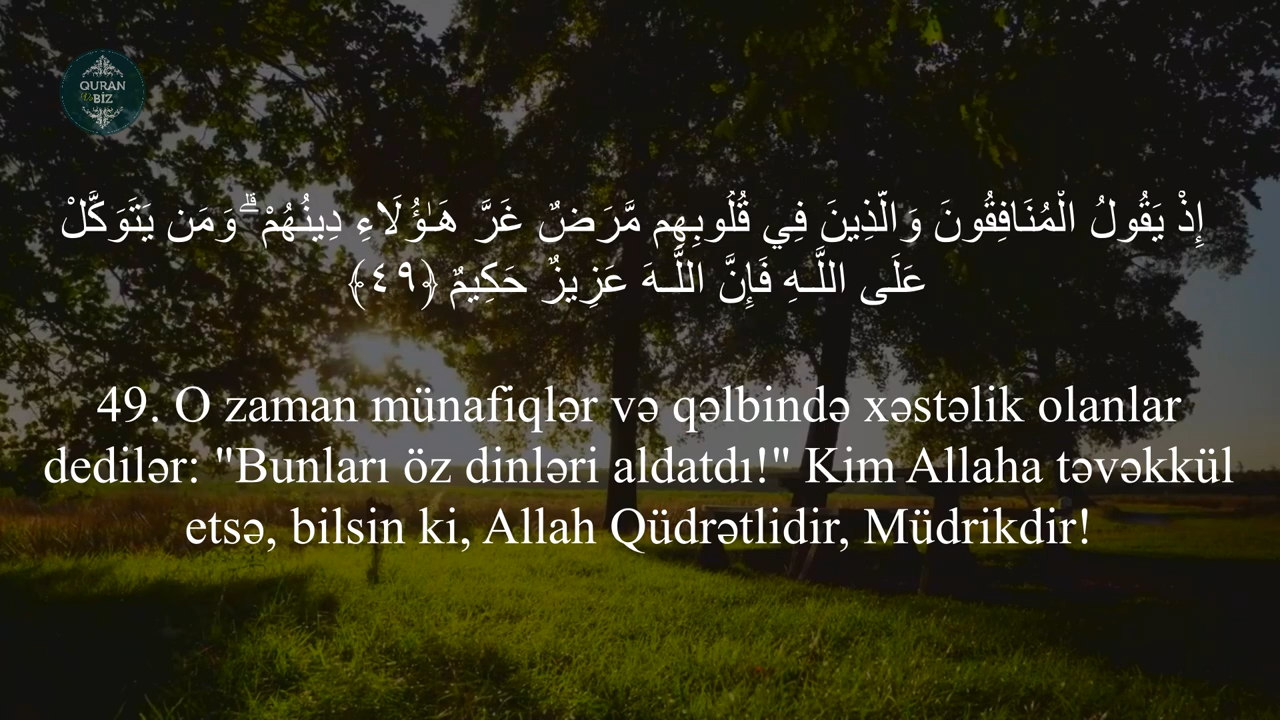 QURAN
BİZ
إِذْ يَقُولُ الْمُنَافِقُونَ وَالَّذِينَ فِي قُلُوبِهِم مَّرَضٌ غَرَّ هَـٰؤُلَاءِ دِينُهُمْ ۗ وَمَن يَتَوَكَّلْ
عَلَى اللَّـهِ فَإِنَّ اللَّـهَ عَزِيزٌ حَكِيمٌ ﴿٤٩﴾
49. O zaman münafiqlər və qəlbində xəstəlik olanlar
dedilər: "Bunları öz dinləri aldatdı!" Kim Allaha təvəkkül
etsə, bilsin ki, Allah Qüdrətlidir, Müdrikdir!